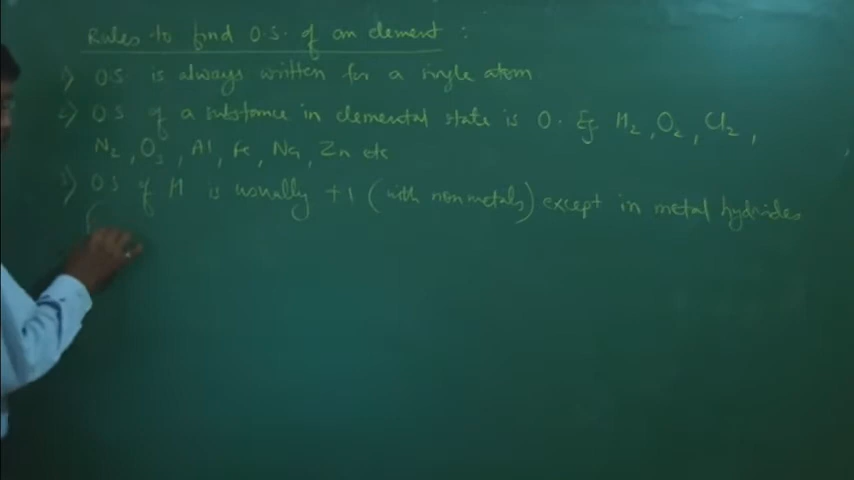 Rules to find O.S. of an element :
1) O.S. is always written for a single atom.
2) O.S of a substance in elemental state is 0. Eg H₂, O₂, Cl₂,
N₂, O₃, Al, Fe, Na, Zn etc
3) O.S of H is usually +1 (with nonmetals) except in metal hydrides
(